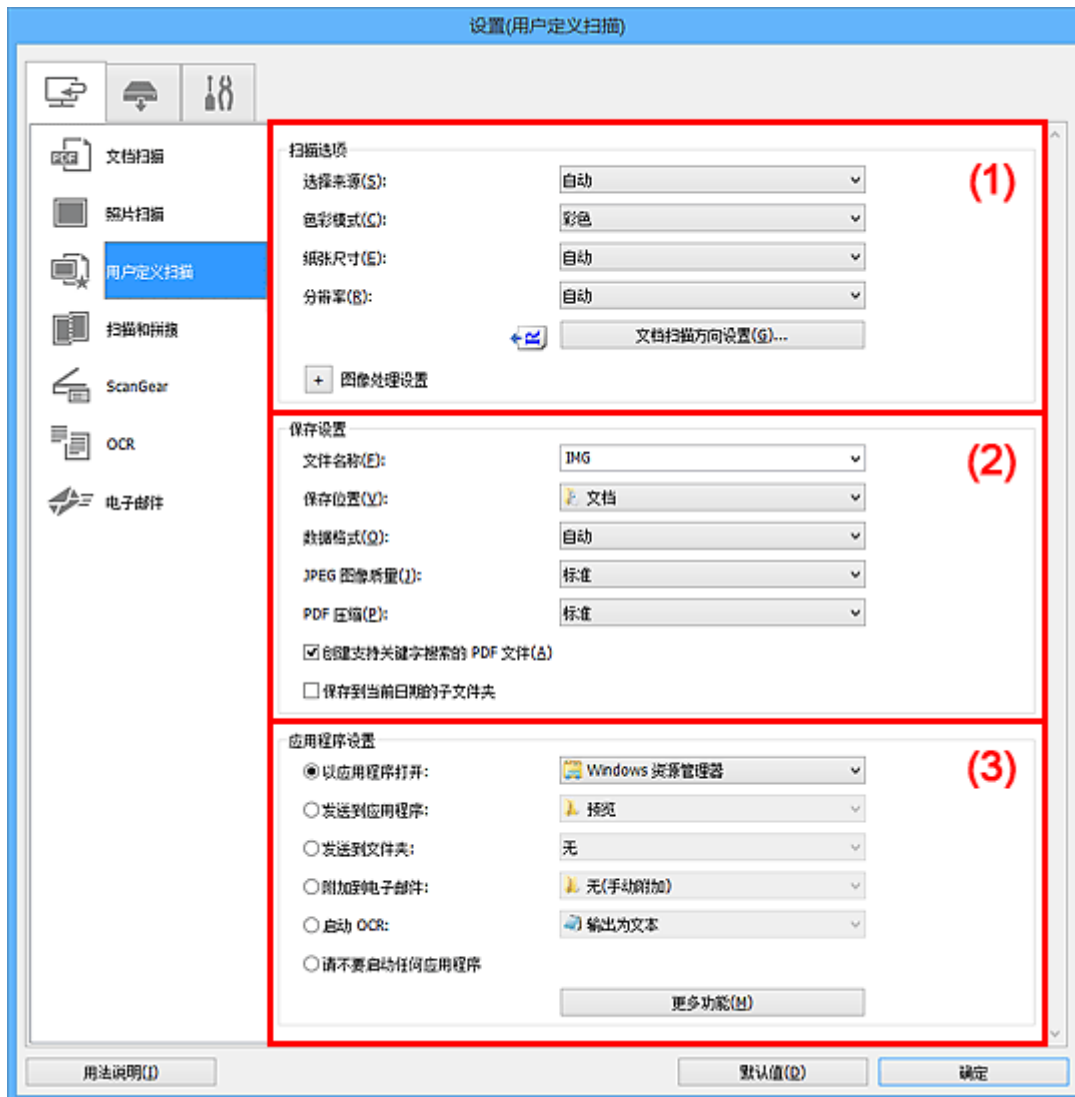 设置(用户定义扫描)
文档扫描
照片扫描
用户定义扫描
扫描和拼接
ScanGear
OCR
电子邮件
扫描选项
(1)
选择来源(S): 自动
色彩模式(C): 彩色
纸张尺寸(E): 自动
分辨率(R): 自动
文档扫描方向设置(G)...
+ 图像处理设置
保存设置
(2)
文件名称(F): IMG
保存位置(V): 文档
数据格式(O): 自动
JPEG 图像质量(J): 标准
PDF 压缩(P): 标准
创建支持关键字搜索的 PDF 文件(A)
保存到当前日期的子文件夹
应用程序设置
(3)
以应用程序打开: Windows 资源管理器
发送到应用程序: 预览
发送到文件夹: 无
附加到电子邮件: 无(手动附加)
启动 OCR: 输出为文本
请不要启动任何应用程序
更多功能(M)
用法说明(I)
默认值(D)
确定